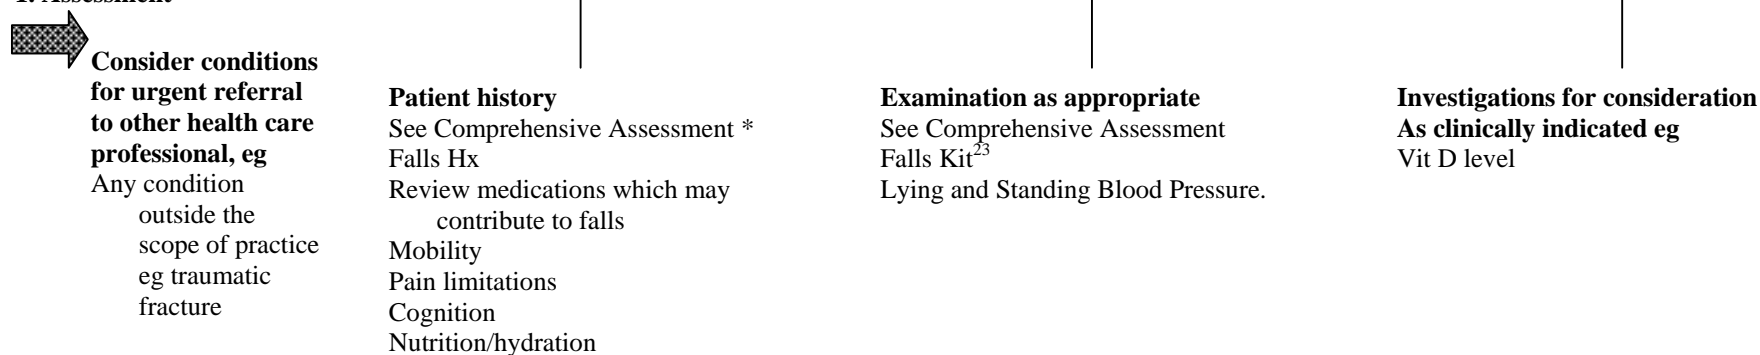 1. Assessment
Consider conditions
for urgent referral
to other health care
professional, eg
Any condition
outside the
scope of practice
eg traumatic
fracture
Patient history
See Comprehensive Assessment *
Falls Hx
Review medications which may
contribute to falls
Mobility
Pain limitations
Cognition
Nutrition/hydration
Examination as appropriate
See Comprehensive Assessment
Falls Kit23
Lying and Standing Blood Pressure.
Investigations for consideration
As clinically indicated eg
Vit D level